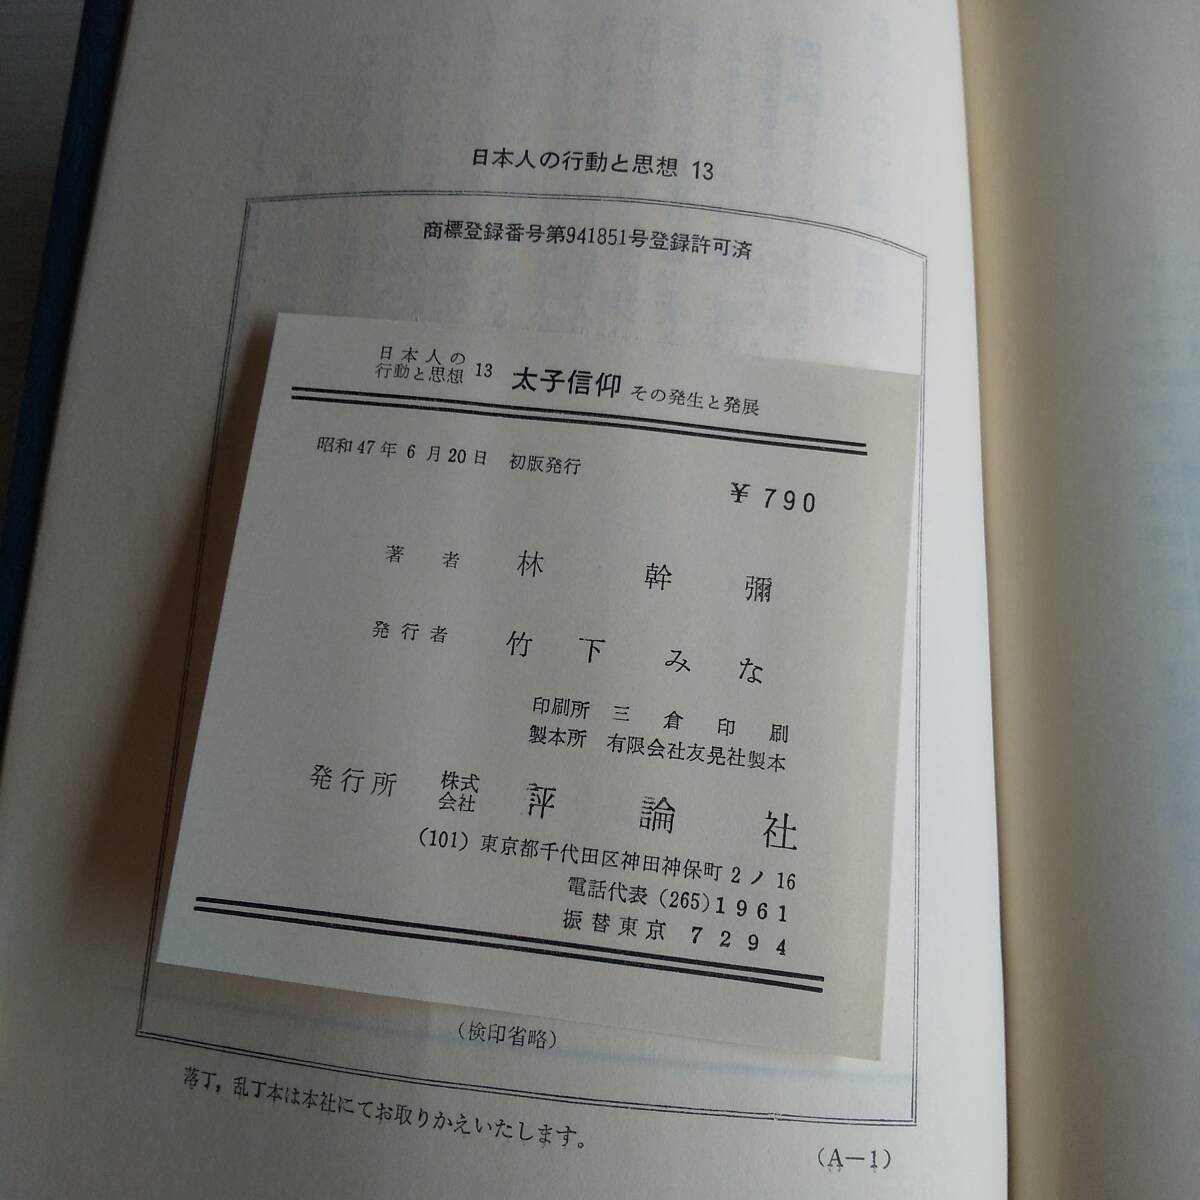 日本人の行動と思想 13
商標登録番号第941851号登録許可済
日本人の
行動と思想 13 太子信仰 その発生と発展
昭和47年6月20日 初版発行
¥790
著者 林 幹彌
発行者 竹下みな
印刷所 三倉印刷
製本所 有限会社友晃社製本
発行所 株式会社 評論社
(101) 東京都千代田区神田神保町2ノ16
電話代表 (265) 1961
振替東京 7294
(検印省略)
落丁,乱丁本は本社にてお取りかえいたします。
(A—1)